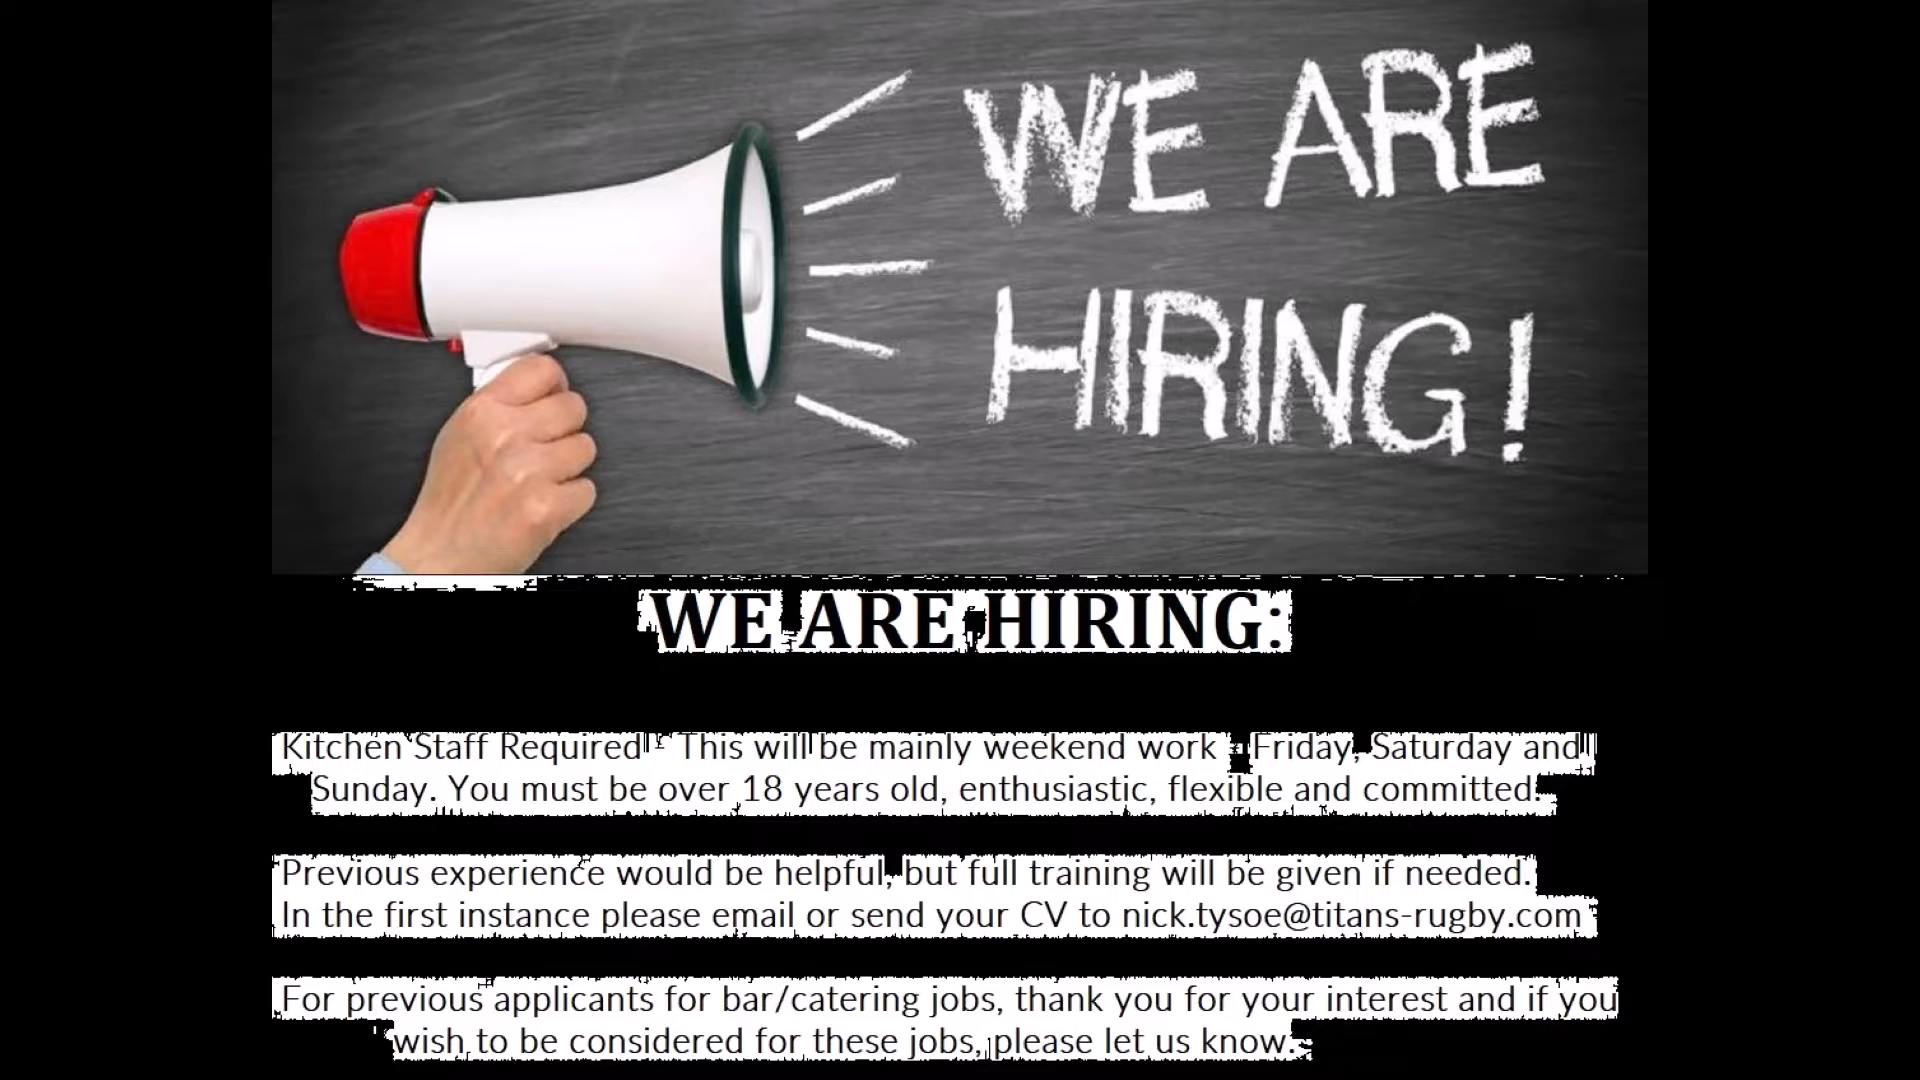 WE ARE
HIRING!
WE ARE HIRING:
Kitchen Staff Required - This will be mainly weekend work - Friday, Saturday and
Sunday. You must be over 18 years old, enthusiastic, flexible and committed.
Previous experience would be helpful, but full training will be given if needed.
In the first instance please email or send your CV to nick.tysoe@titans-rugby.com
For previous applicants for bar/catering jobs, thank you for your interest and if you
wish to be considered for these jobs, please let us know.